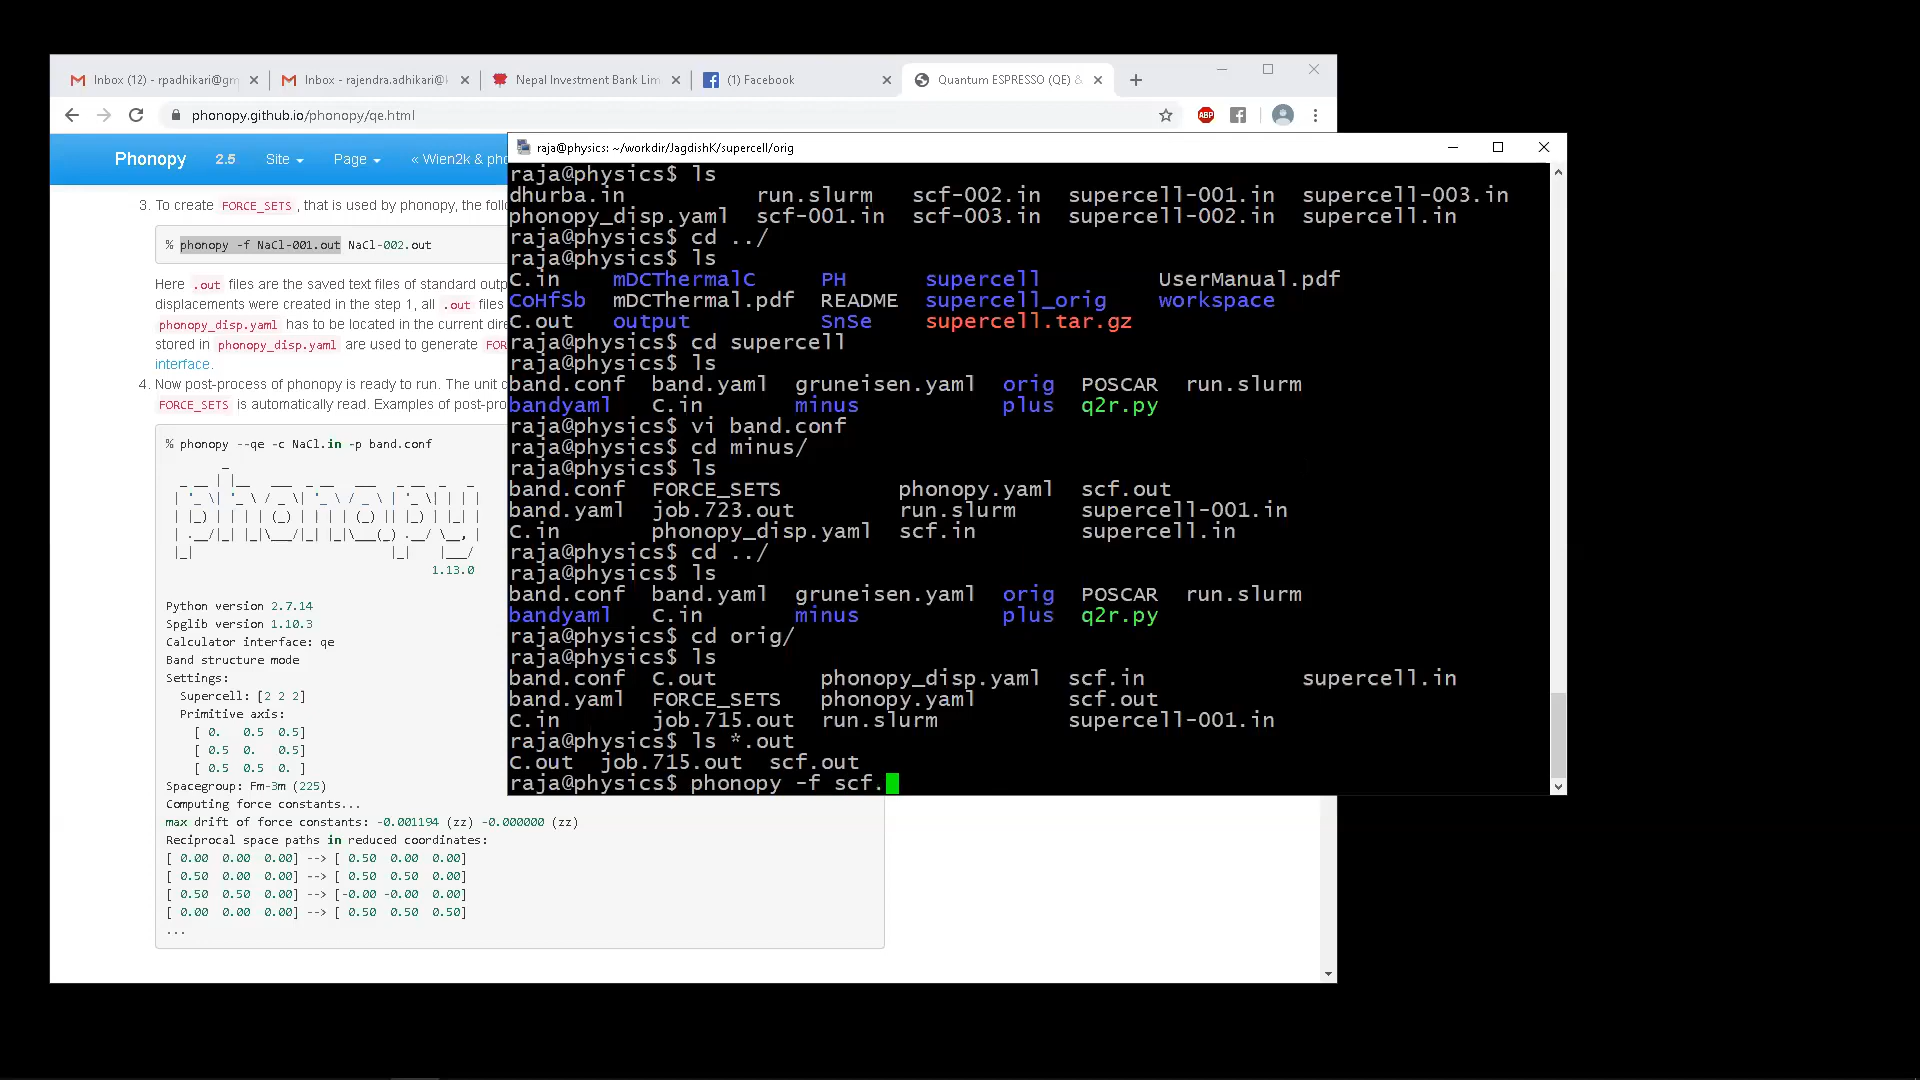 Inbox (12) - rpadhikari@gm
Inbox - rajendra.adhikari@
Nepal Investment Bank Lim
(1) Facebook
Quantum ESPRESSO (QE) &
phonopy.github.io/phonopy/qe.html
ABP
Phonopy 2.5 Site Page « Wien2k & pho
3. To create FORCE_SETS , that is used by phonopy, the follo
% phonopy -f NaCl-001.out NaCl-002.out
Here .out files are the saved text files of standard outp
displacements were created in the step 1, all .out files
phonopy_disp.yaml has to be located in the current dire
stored in phonopy_disp.yaml are used to generate FOR
interface.
4. Now post-process of phonopy is ready to run. The unit c
FORCE_SETS is automatically read. Examples of post-pro
% phonopy --qe -c NaCl.in -p band.conf
1.13.0
Python version 2.7.14
Spglib version 1.10.3
Calculator interface: qe
Band structure mode
Settings:
Supercell: [2 2 2]
Primitive axis:
[ 0. 0.5 0.5]
[ 0.5 0. 0.5]
[ 0.5 0.5 0. ]
Spacegroup: Fm-3m (225)
Computing force constants...
max drift of force constants: -0.001194 (zz) -0.000000 (zz)
Reciprocal space paths in reduced coordinates:
[ 0.00 0.00 0.00] --> [ 0.50 0.00 0.00]
[ 0.50 0.00 0.00] --> [ 0.50 0.50 0.00]
[ 0.50 0.50 0.00] --> [-0.00 -0.00 0.00]
[ 0.00 0.00 0.00] --> [ 0.50 0.50 0.50]
...
raja@physics: ~/workdir/JagdishK/supercell/orig
raja@physics$ ls
dhurba.in run.slurm scf-002.in supercell-001.in supercell-003.in
phonopy_disp.yaml scf-001.in scf-003.in supercell-002.in supercell.in
raja@physics$ cd ../
raja@physics$ ls
C.in mDCThermalC PH supercell UserManual.pdf
CoHfSb mDCThermal.pdf README supercell_orig workspace
C.out output SnSe supercell.tar.gz
raja@physics$ cd supercell
raja@physics$ ls
band.conf band.yaml gruneisen.yaml orig POSCAR run.slurm
bandyaml C.in minus plus q2r.py
raja@physics$ vi band.conf
raja@physics$ cd minus/
raja@physics$ ls
band.conf FORCE_SETS phonopy.yaml scf.out
band.yaml job.723.out run.slurm supercell-001.in
C.in phonopy_disp.yaml scf.in supercell.in
raja@physics$ cd ../
raja@physics$ ls
band.conf band.yaml gruneisen.yaml orig POSCAR run.slurm
bandyaml C.in minus plus q2r.py
raja@physics$ cd orig/
raja@physics$ ls
band.conf C.out phonopy_disp.yaml scf.in supercell.in
band.yaml FORCE_SETS phonopy.yaml scf.out
C.in job.715.out run.slurm supercell-001.in
raja@physics$ ls *.out
C.out job.715.out scf.out
raja@physics$ phonopy -f scf.